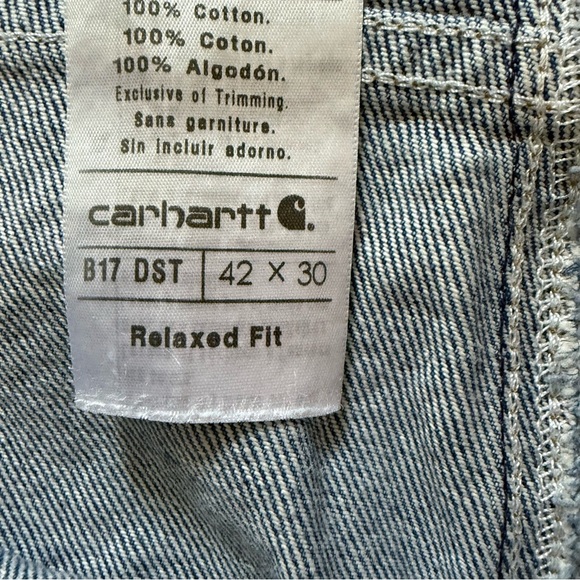 100% Cotton.
100% Coton.
100% Algodón.
Exclusive of Trimming.
Sans garniture.
Sin incluir adorno.
carhartt
B17 DST 42 X 30
Relaxed Fit